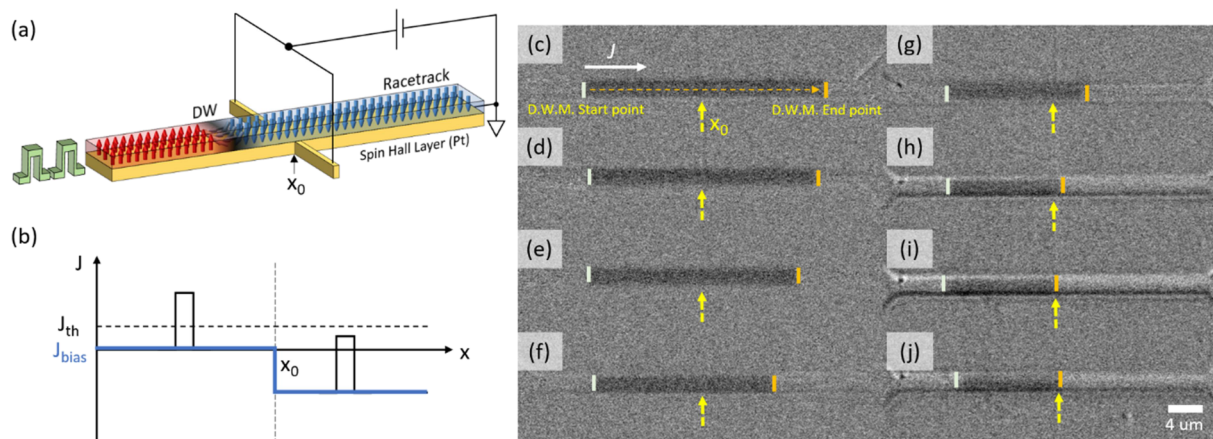 (a)
DW
Racetrack
Spin Hall Layer (Pt)
x0
(b)
J
Jth
Jbias
x0
x
(c)
J
D.W.M. Start point
D.W.M. End point
x0
(d)
(e)
(f)
(g)
(h)
(i)
(j)
4 um